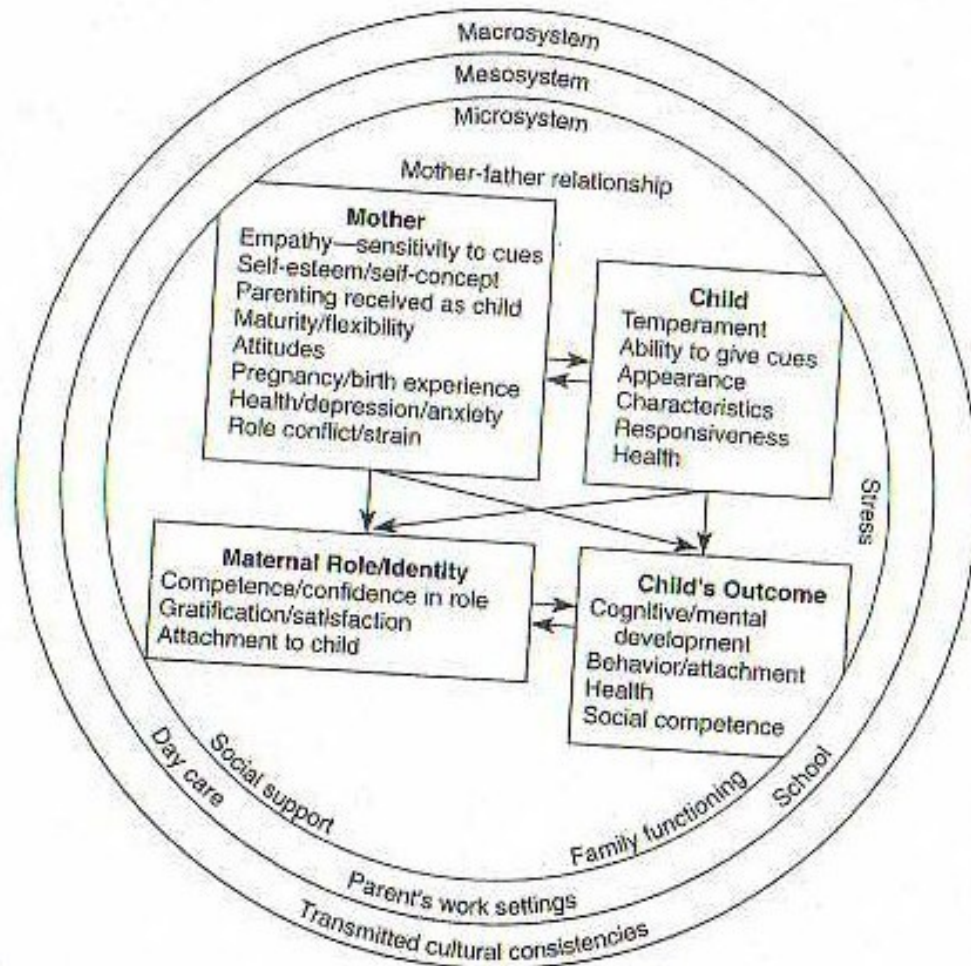 Macrosystem
Mesosystem
Microsystem
Mother-father relationship
Mother
Empathy—sensitivity to cues
Self-esteem/self-concept
Parenting received as child
Maturity/flexibility
Attitudes
Pregnancy/birth experience
Health/depression/anxiety
Role conflict/strain
Child
Temperament
Ability to give cues
Appearance
Characteristics
Responsiveness
Health
Stress
Maternal Role/Identity
Competence/confidence in role
Gratification/satisfaction
Attachment to child
Child's Outcome
Cognitive/mental
development
Behavior/attachment
Health
Social competence
Social support
Family functioning
Day care
Parent's work settings
School
Transmitted cultural consistencies